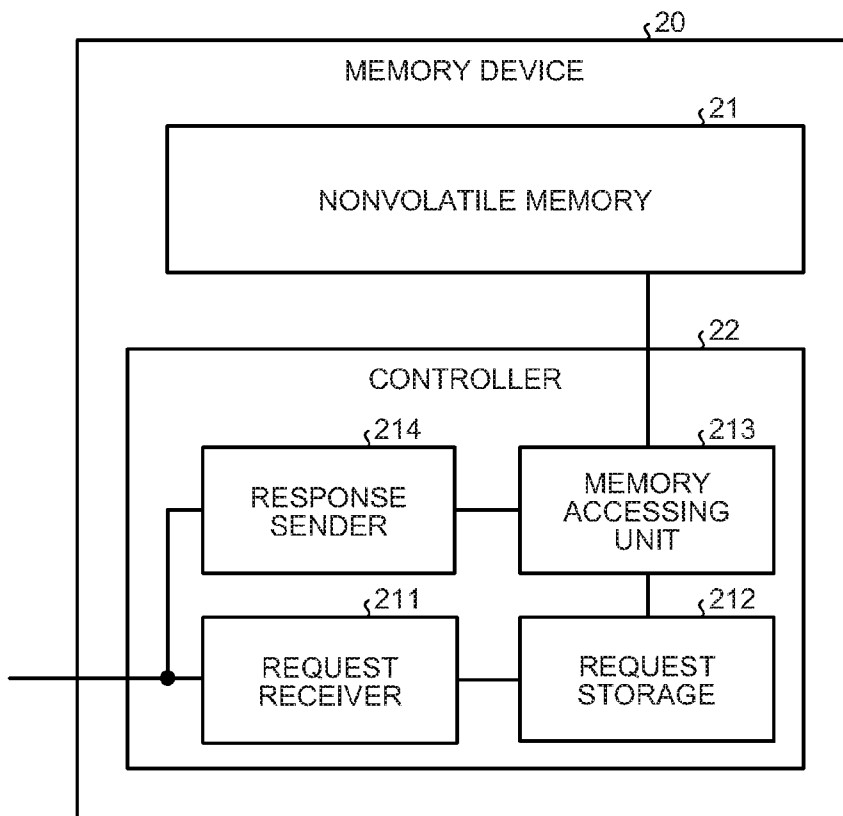 20
MEMORY DEVICE
21
NONVOLATILE MEMORY
22
CONTROLLER
214
213
RESPONSE
SENDER
MEMORY
ACCESSING
UNIT
211
212
REQUEST
RECEIVER
REQUEST
STORAGE